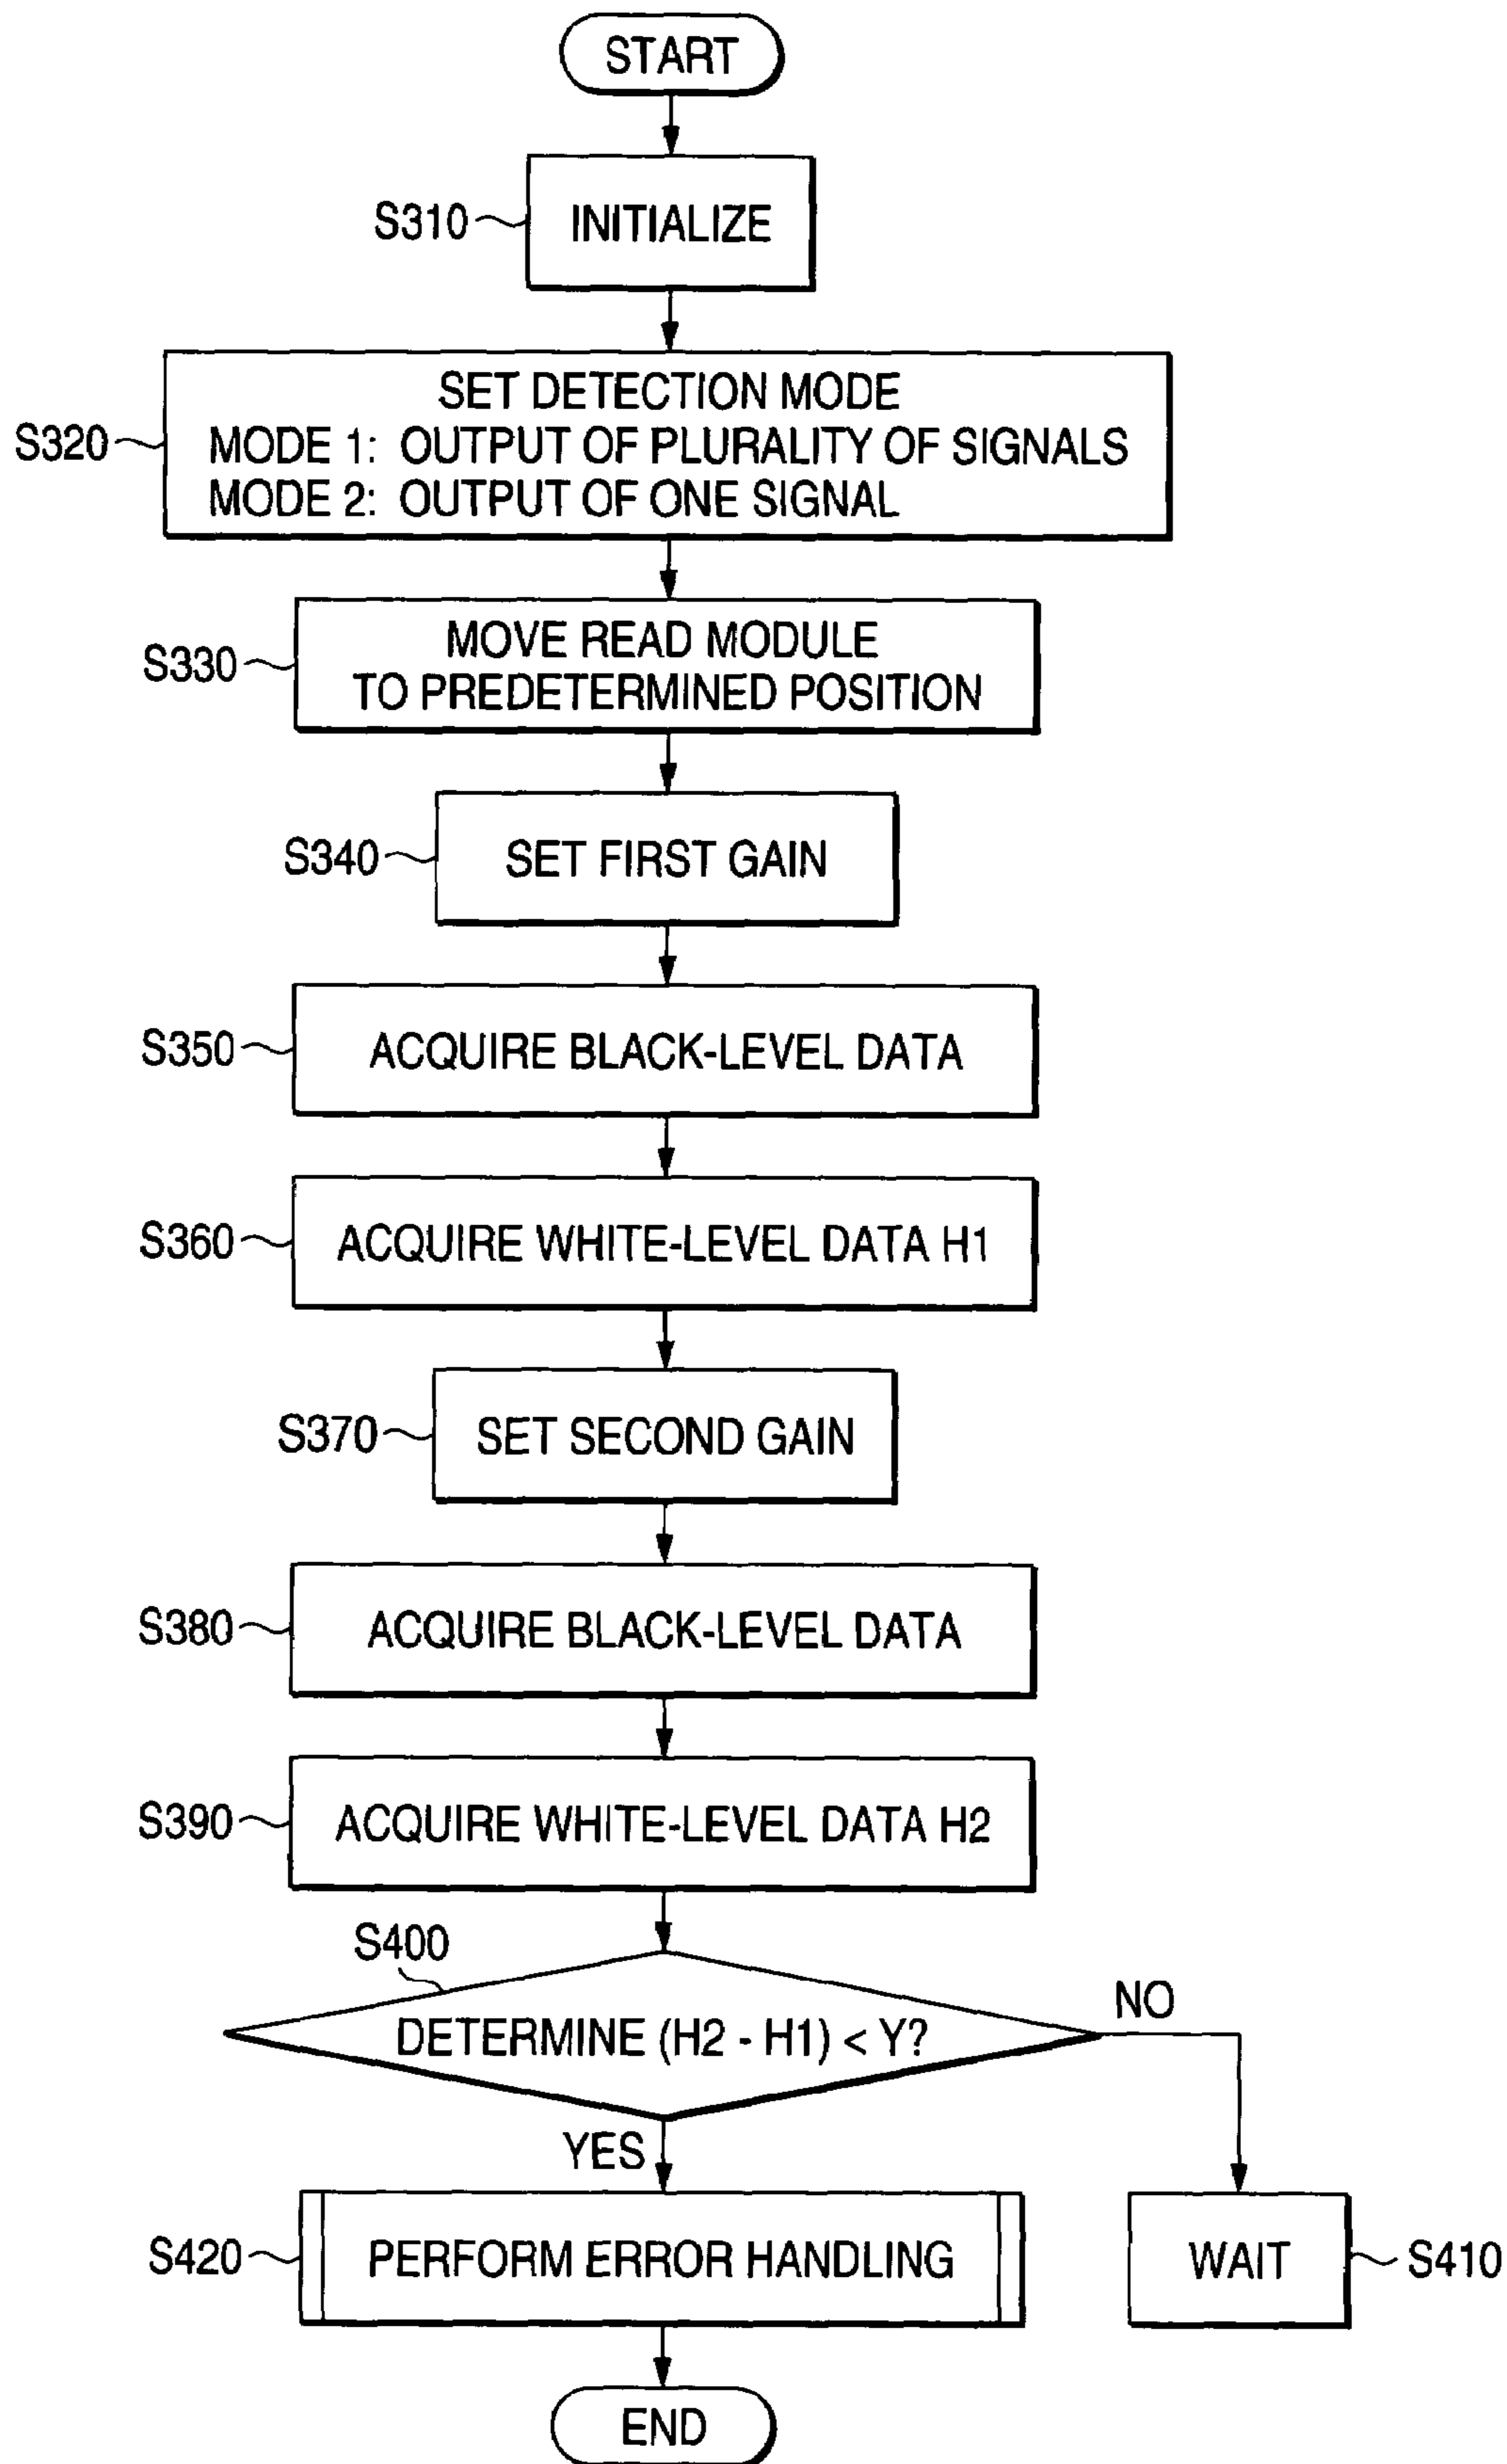 START
S310
INITIALIZE
S320
SET DETECTION MODE
MODE 1: OUTPUT OF PLURALITY OF SIGNALS
MODE 2: OUTPUT OF ONE SIGNAL
S330
MOVE READ MODULE
TO PREDETERMINED POSITION
S340
SET FIRST GAIN
S350
ACQUIRE BLACK-LEVEL DATA
S360
ACQUIRE WHITE-LEVEL DATA H1
S370
SET SECOND GAIN
S380
ACQUIRE BLACK-LEVEL DATA
S390
ACQUIRE WHITE-LEVEL DATA H2
S400
DETERMINE (H2 - H1) < Y?
NO
YES
S420
PERFORM ERROR HANDLING
WAIT
S410
END